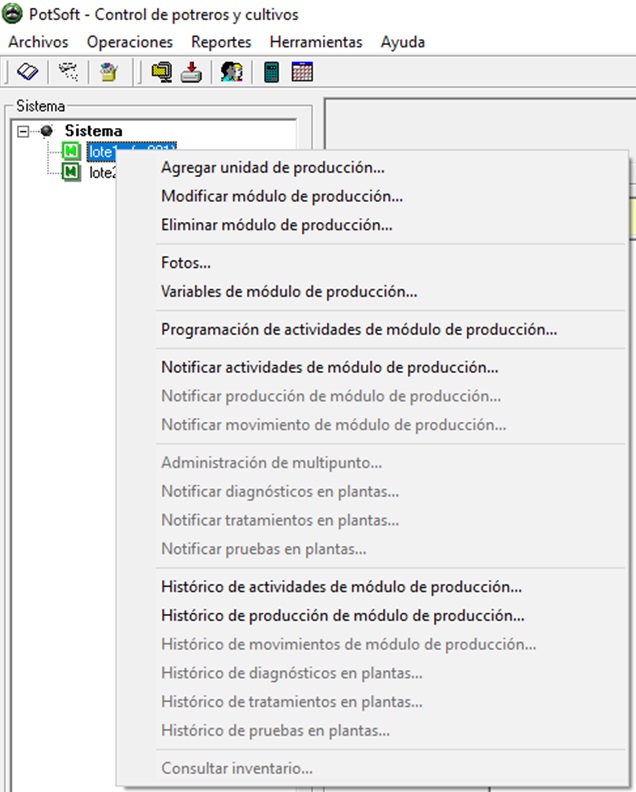 PotSoft - Control de potreros y cultivos
Archivos Operaciones Reportes Herramientas Ayuda
Sistema
Sistema
lote1
lote2
Agregar unidad de producción...
Modificar módulo de producción...
Eliminar módulo de producción...
Fotos...
Variables de módulo de producción...
Programación de actividades de módulo de producción...
Notificar actividades de módulo de producción...
Notificar producción de módulo de producción...
Notificar movimiento de módulo de producción...
Administración de multipunto...
Notificar diagnósticos en plantas...
Notificar tratamientos en plantas...
Notificar pruebas en plantas...
Histórico de actividades de módulo de producción...
Histórico de producción de módulo de producción...
Histórico de movimientos de módulo de producción...
Histórico de diagnósticos en plantas...
Histórico de tratamientos en plantas...
Histórico de pruebas en plantas...
Consultar inventario...